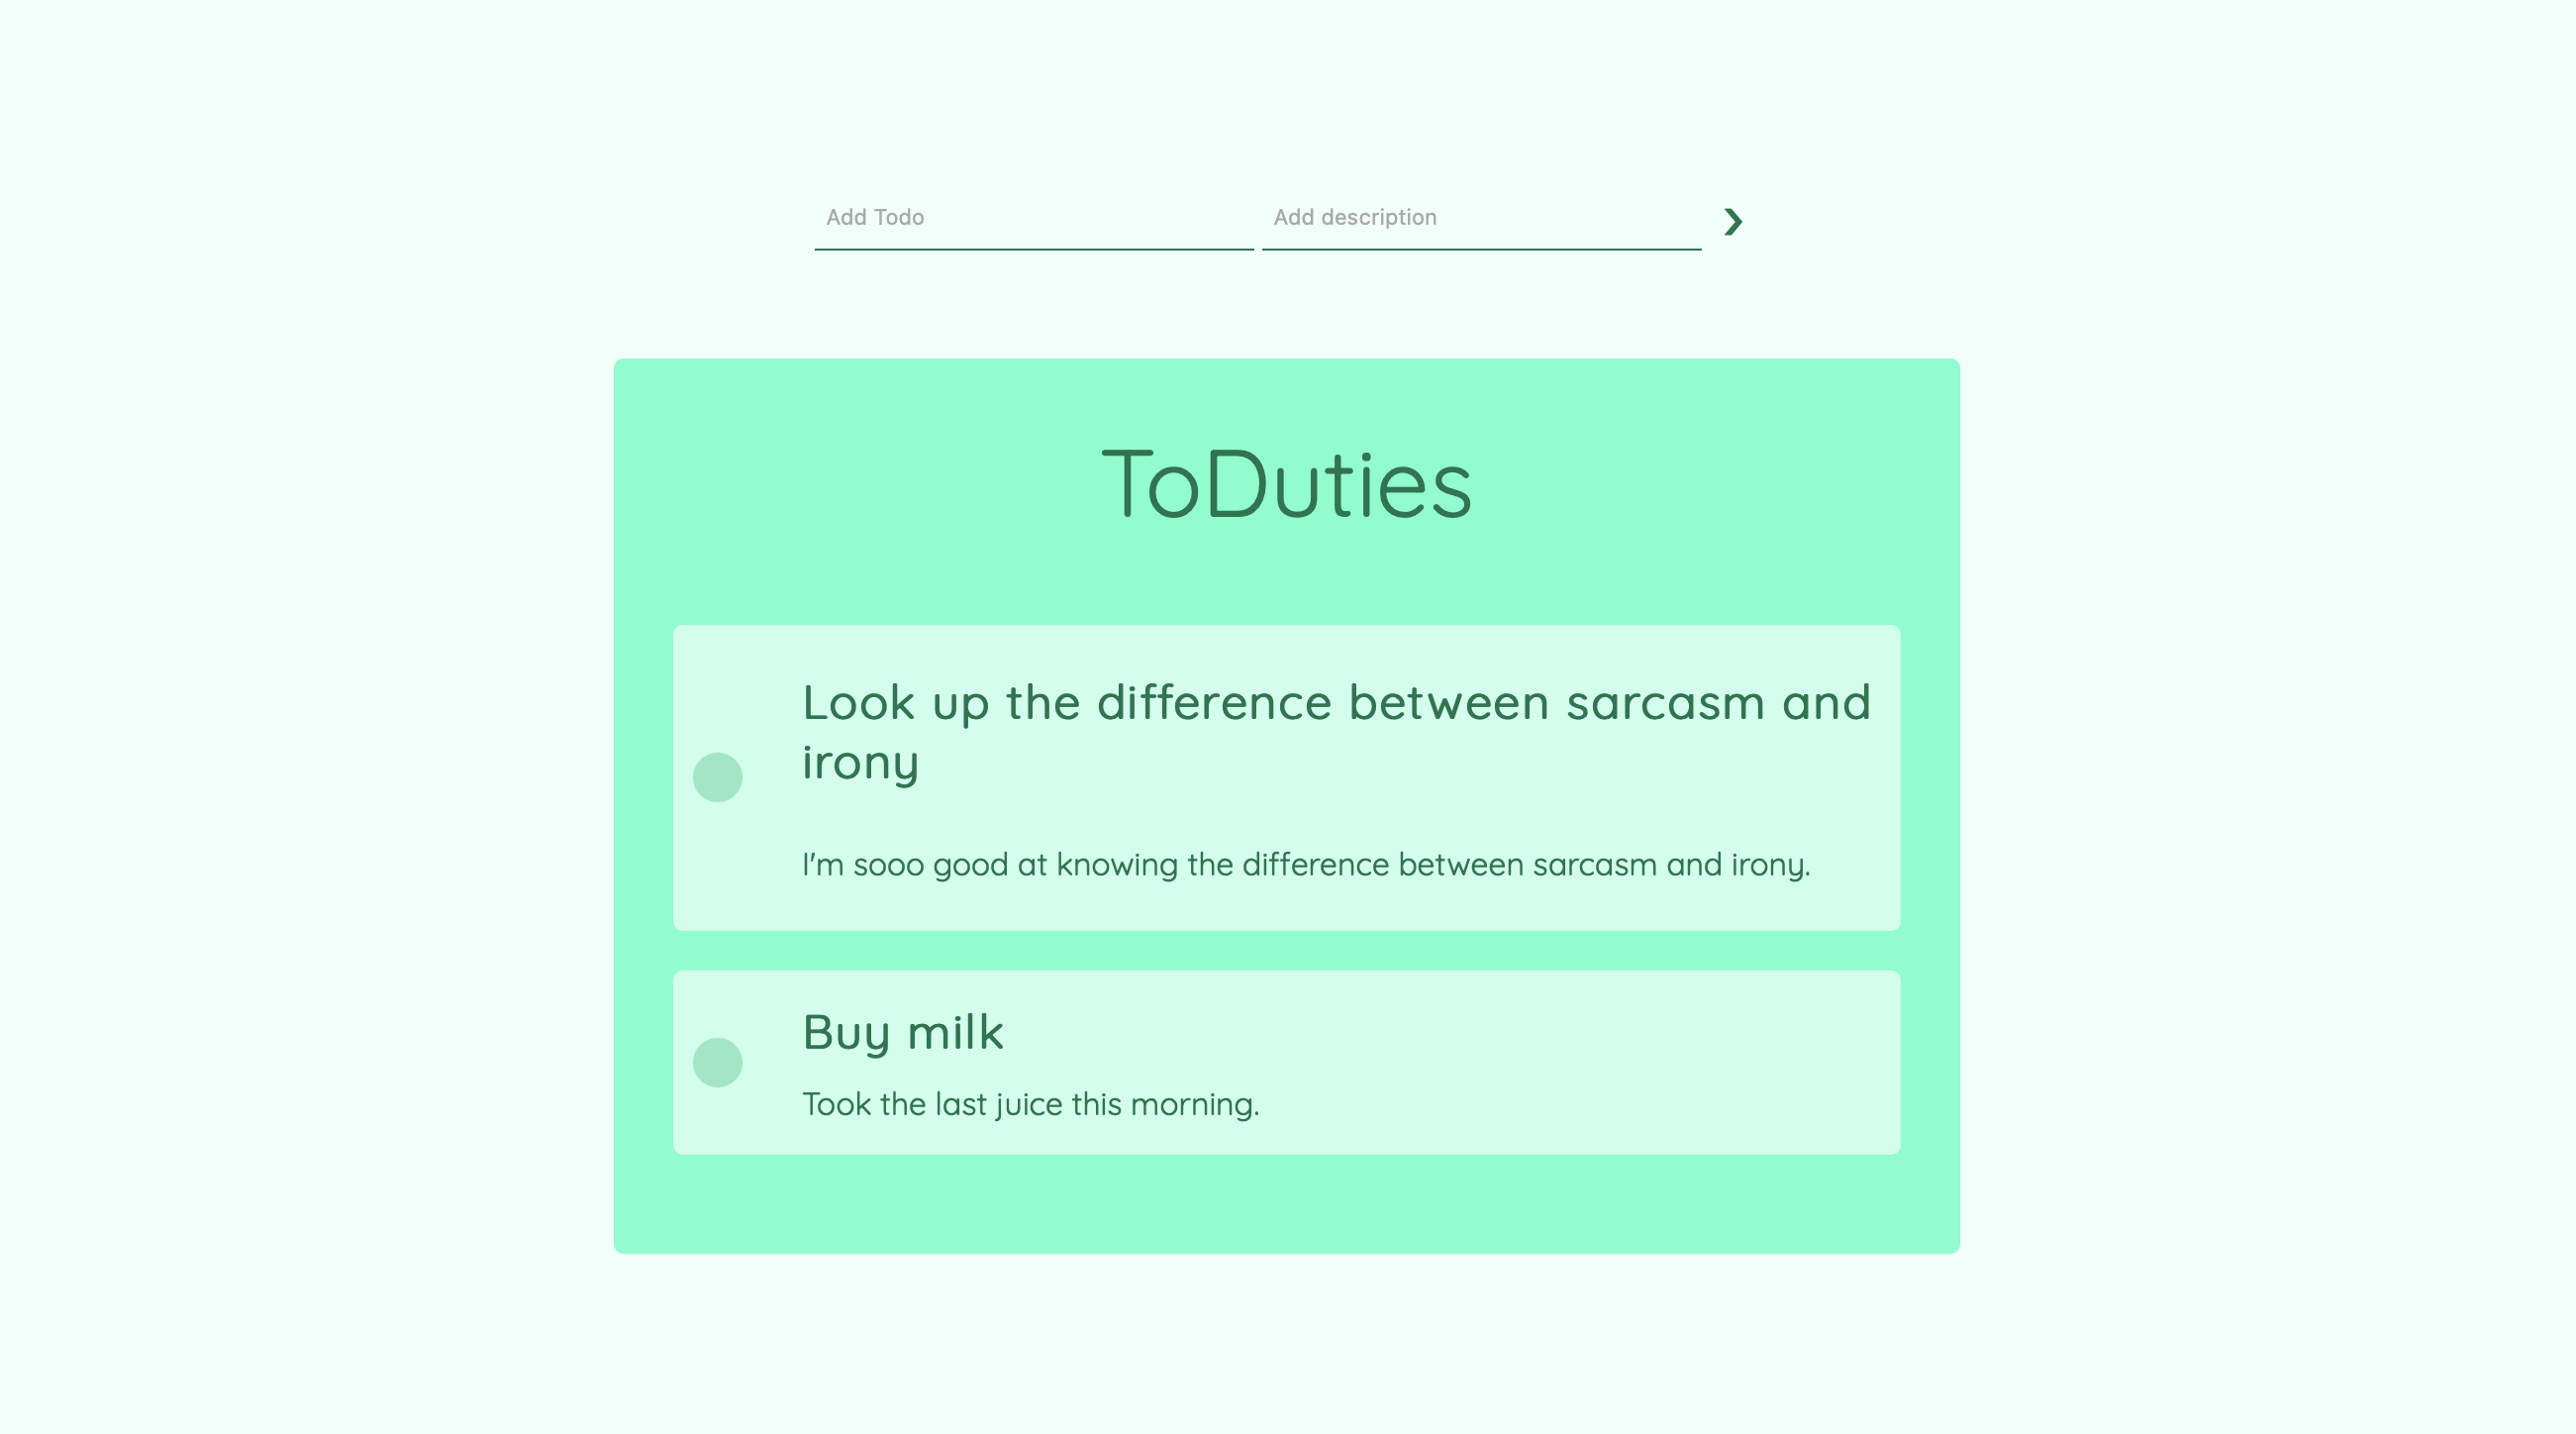 Add Todo
Add description
ToDuties
Look up the difference between sarcasm and
irony
I'm sooo good at knowing the difference between sarcasm and irony.
Buy milk
Took the last juice this morning.